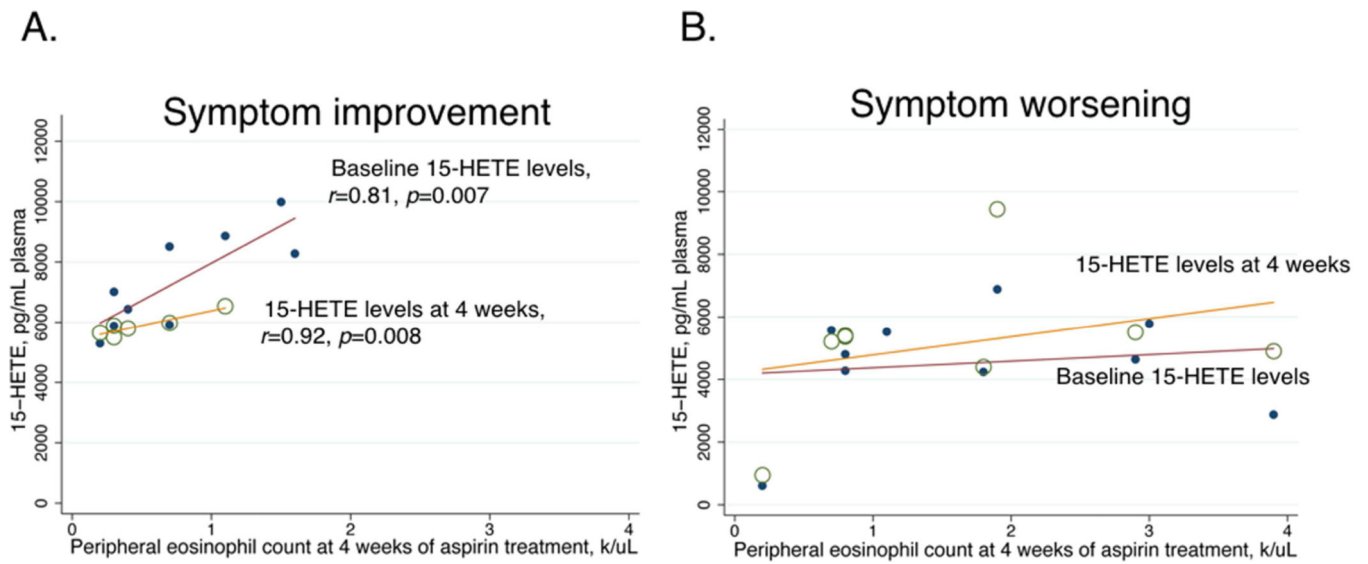 A.
Symptom improvement
12000
10000
8000
6000
4000
2000
0
15−HETE, pg/mL plasma
Baseline 15-HETE levels,
r=0.81, p=0.007
15-HETE levels at 4 weeks,
r=0.92, p=0.008
0 1 2 3 4
Peripheral eosinophil count at 4 weeks of aspirin treatment, k/uL
B.
Symptom worsening
12000
10000
8000
6000
4000
2000
0
15−HETE, pg/mL plasma
15-HETE levels at 4 weeks
Baseline 15-HETE levels
0 1 2 3 4
Peripheral eosinophil count at 4 weeks of aspirin treatment, k/uL